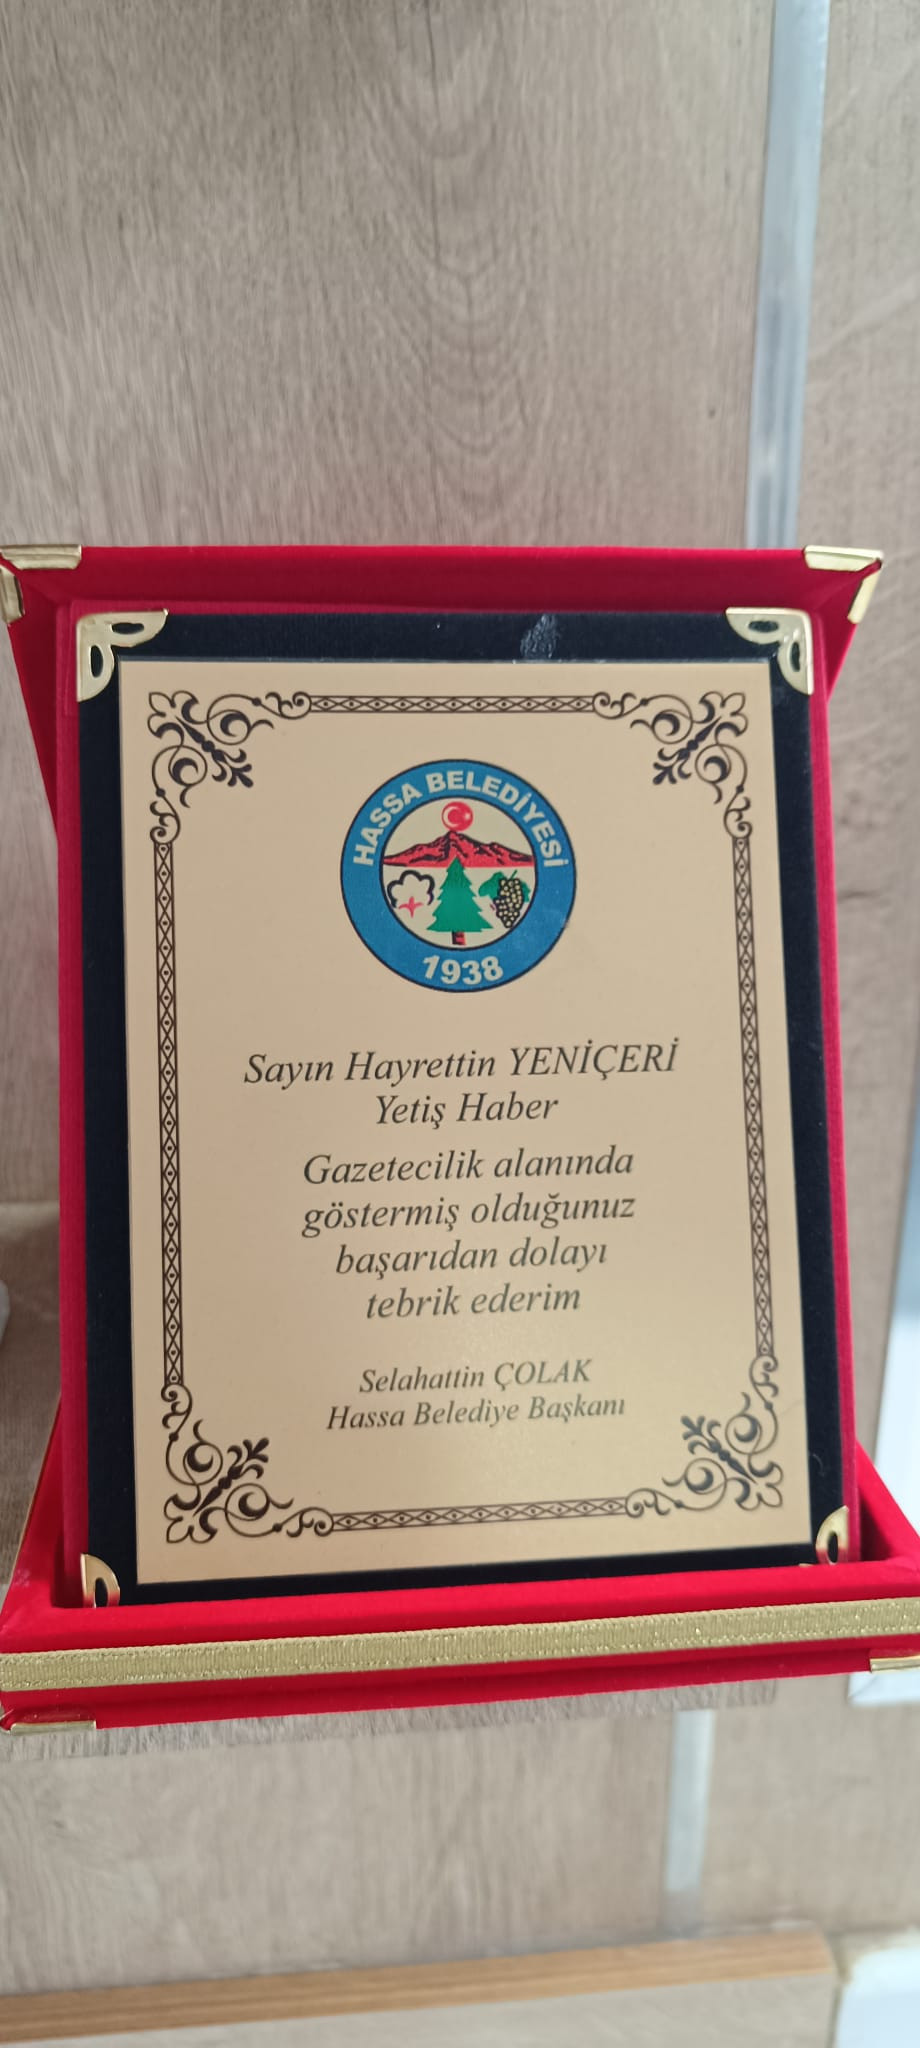 HASSA BELEDİYESİ
1938
Sayın Hayrettin YENİÇERİ
Yetiş Haber
Gazetecilik alanında
göstermiş olduğunuz
başarıdan dolayı
tebrik ederim
Selahattin ÇOLAK
Hassa Belediye Başkanı